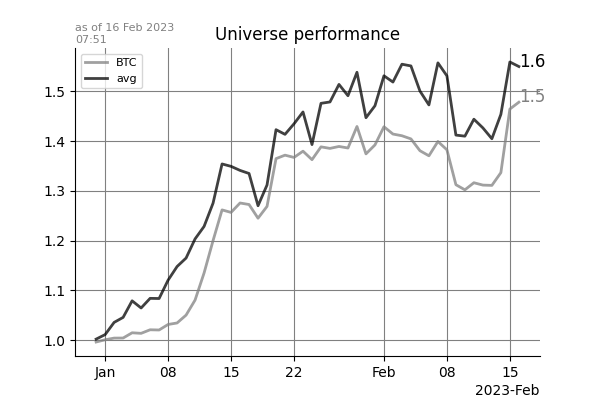 as of 16 Feb 2023
07:51
Universe performance
BTC
avg
1.6
1.5
1.5
1.4
1.3
1.2
1.1
1.0
Jan 08 15 22 Feb 08 15
2023-Feb